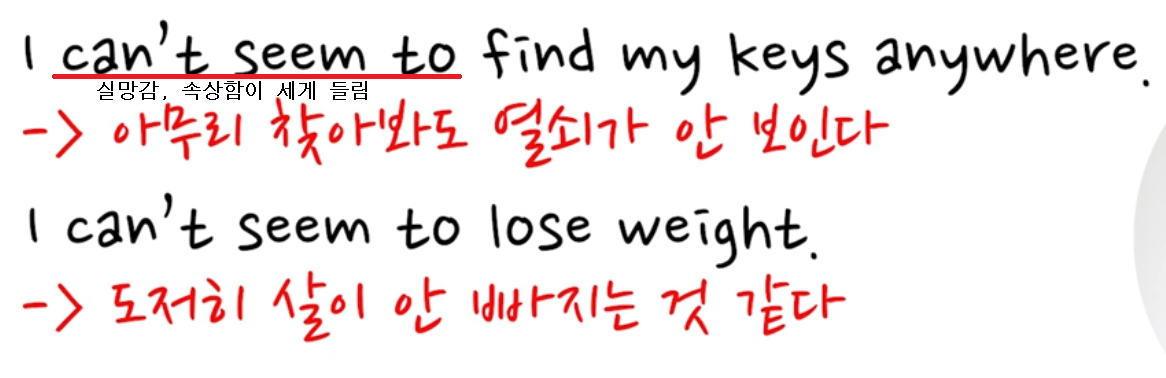 I can't seem to find my keys anywhere.
실망감, 속상함이 세게 들림
-> 아무리 찾아봐도 열쇠가 안 보인다
I can't seem to lose weight.
-> 도저히 살이 안 빠지는 것 같다